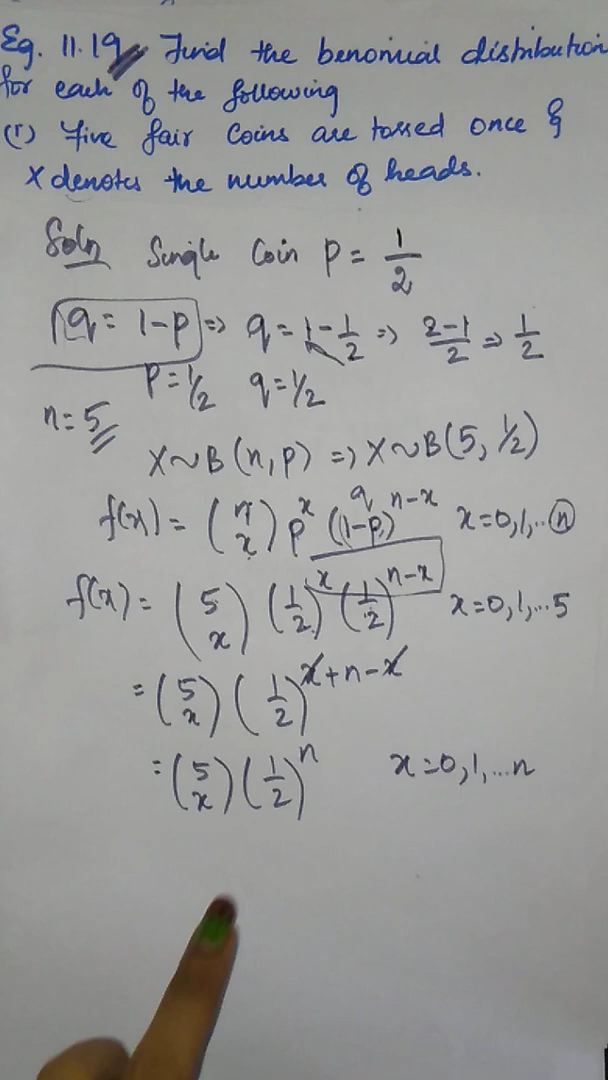 Eg. 11.19 Find the benomial distribution
for each of the following
(i) Five fair coins are tossed once &
X denotes the number of heads.
Soln Single coin p = 1/2
q = 1-p => q = 1-1/2 => 2-1/2 => 1/2
p = 1/2 q = 1/2
n = 5
X~B(n,p) => X~B(5, 1/2)
f(x) = (n x) p^x (1-p)^n-x q x=0,1,...n
f(x) = (5 x) (1/2)^x (1/2)^n-x x=0,1,...5
= (5 x) (1/2)^x+n-x
= (5 x) (1/2)^n x=0,1,...n